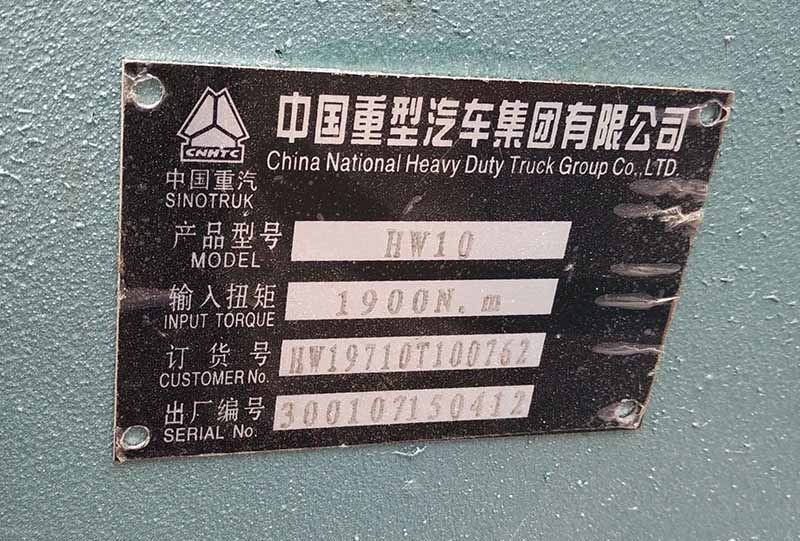 中国重型汽车集团有限公司
China National Heavy Duty Truck Group Co., LTD.
CNHTC
中国重汽
SINOTRUK
产品型号
MODEL
HW10
输入扭矩
INPUT TORQUE
1900N.m
订货号
CUSTOMER No.
HW19710T100762
出厂编号
SERIAL No.
300107150412